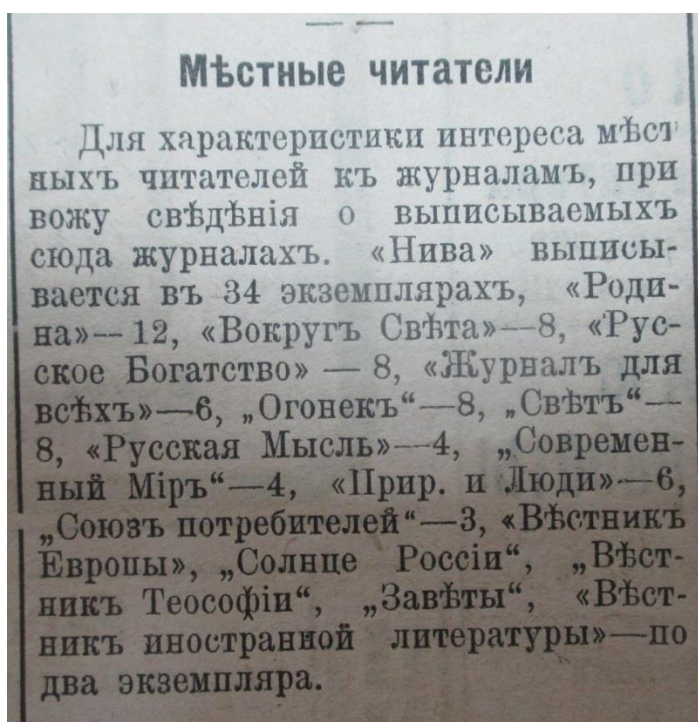 Мѣстные читатели
Для характеристики интереса мѣст
ныхъ читателей къ журналамъ, при
вожу свѣдѣнія о выписываемыхъ
сюда журналахъ. «Нива» выписы-
вается въ 34 экземплярахъ, «Роди-
на»—12, «Вокругъ Свѣта»—8, «Рус-
ское Богатство» — 8, «Журналъ для
всѣхъ»—6, „Огонекъ“—8, „Свѣтъ“—
8, «Русская Мысль»—4, „Современ-
ный Міръ“—4, «Прир. и Люди»—6,
„Союзъ потребителей“—3, «Вѣстникъ
Европы», „Солнце Россіи“, „Вѣст-
никъ Теософіи“, „Завѣты“, «Вѣст-
никъ иностранной литературы»—по
два экземпляра.